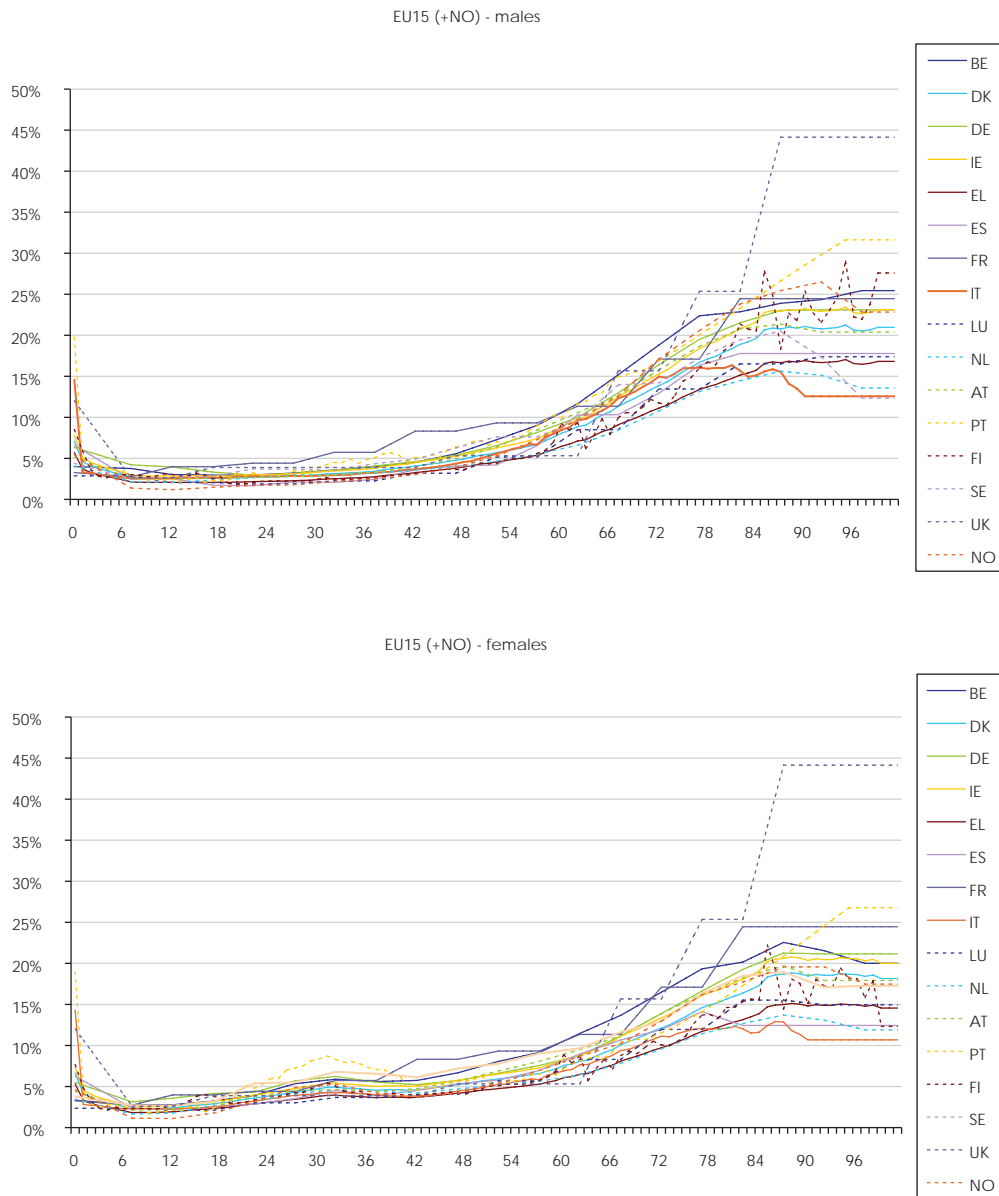 EU15 (+NO) - males
50%
45%
40%
35%
30%
25%
20%
15%
10%
5%
0%
0 6 12 18 24 30 36 42 48 54 60 66 72 78 84 90 96
BE
DK
DE
IE
EL
ES
FR
IT
LU
NL
AT
PT
FI
SE
UK
NO
EU15 (+NO) - females
50%
45%
40%
35%
30%
25%
20%
15%
10%
5%
0%
0 6 12 18 24 30 36 42 48 54 60 66 72 78 84 90 96
BE
DK
DE
IE
EL
ES
FR
IT
LU
NL
AT
PT
FI
SE
UK
NO